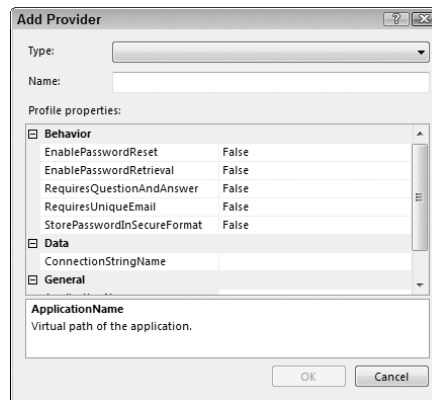 Add Provider
Type:
Name:
Profile properties:
Behavior
EnablePasswordReset False
EnablePasswordRetrieval False
RequiresQuestionAndAnswer False
RequiresUniqueEmail False
StorePasswordInSecureFormat False
Data
ConnectionStringName
General
ApplicationName
Virtual path of the application.
OK Cancel